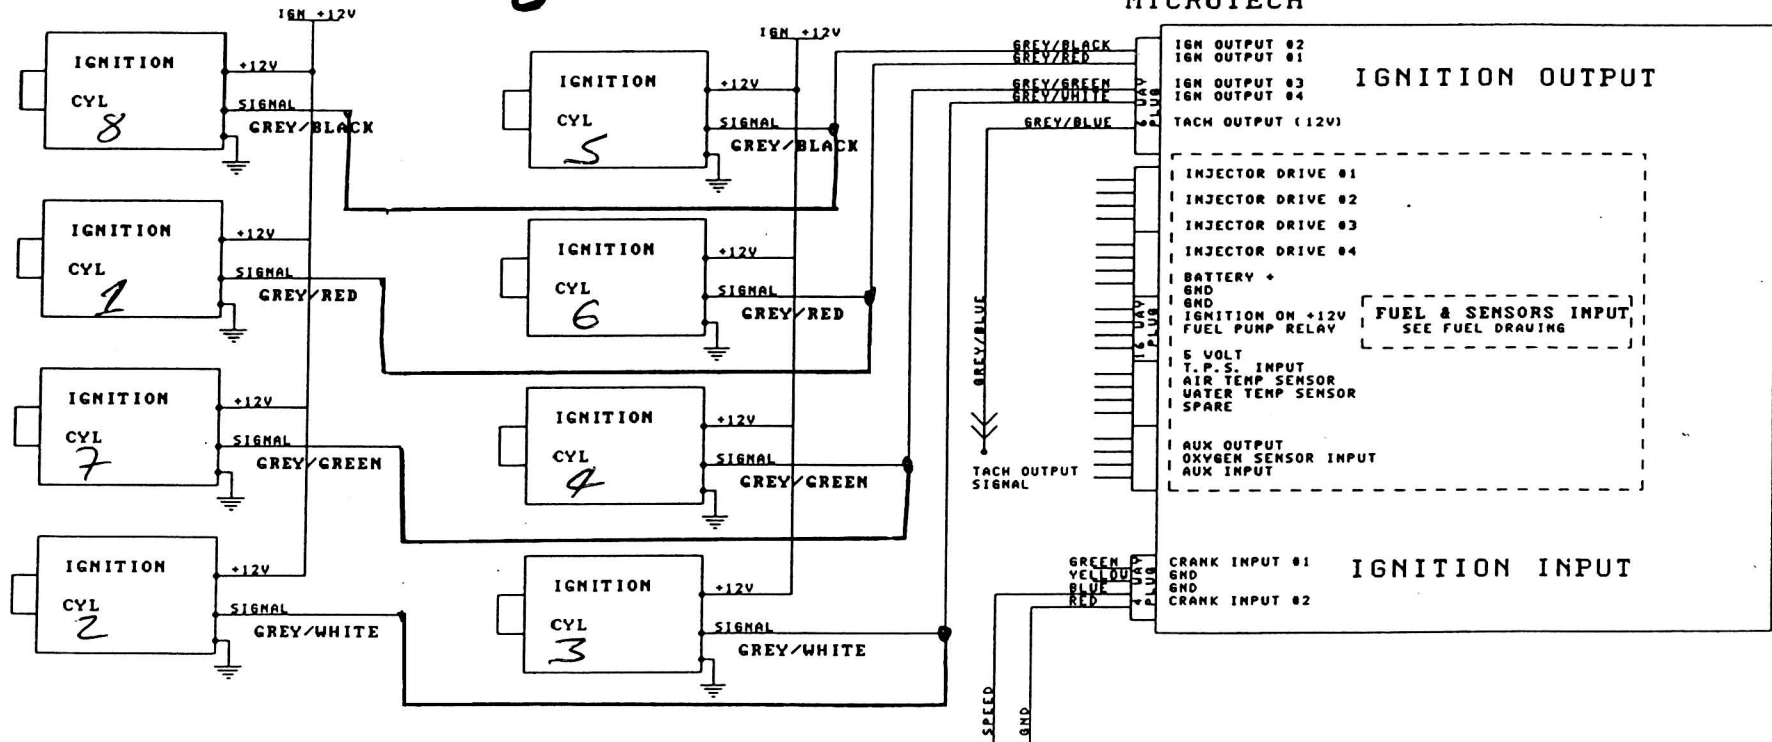 MICROTECH
IGN +12V
IGNITION
+12V
CYL
8
SIGNAL
GREY/BLACK
IGNITION
+12V
CYL
1
SIGNAL
GREY/RED
IGNITION
+12V
CYL
7
SIGNAL
GREY/GREEN
IGNITION
+12V
CYL
2
SIGNAL
GREY/WHITE
IGN +12V
IGNITION
+12V
CYL
5
SIGNAL
GREY/BLACK
IGNITION
+12V
CYL
6
SIGNAL
GREY/RED
IGNITION
+12V
CYL
4
SIGNAL
GREY/GREEN
IGNITION
+12V
CYL
3
SIGNAL
GREY/WHITE
GREY/BLACK
GREY/RED
GREY/GREEN
GREY/WHITE
GREY/BLUE
6 WAY
PLUG
IGN OUTPUT #2
IGN OUTPUT #1
IGN OUTPUT #3
IGN OUTPUT #4
TACH OUTPUT (12V)
IGNITION OUTPUT
GREY/BLUE
TACH OUTPUT
SIGNAL
INJECTOR DRIVE #1
INJECTOR DRIVE #2
INJECTOR DRIVE #3
INJECTOR DRIVE #4
BATTERY +
GND
GND
IGNITION ON +12V
FUEL PUMP RELAY
16 WAY
PLUG
FUEL & SENSORS INPUT
SEE FUEL DRAWING
5 VOLT
T.P.S. INPUT
AIR TEMP SENSOR
WATER TEMP SENSOR
SPARE
AUX OUTPUT
OXYGEN SENSOR INPUT
AUX INPUT
GREEN
YELLOW
BLUE
RED
4 WAY
PLUG
CRANK INPUT #1
GND
GND
CRANK INPUT #2
IGNITION INPUT
SPEED
GND